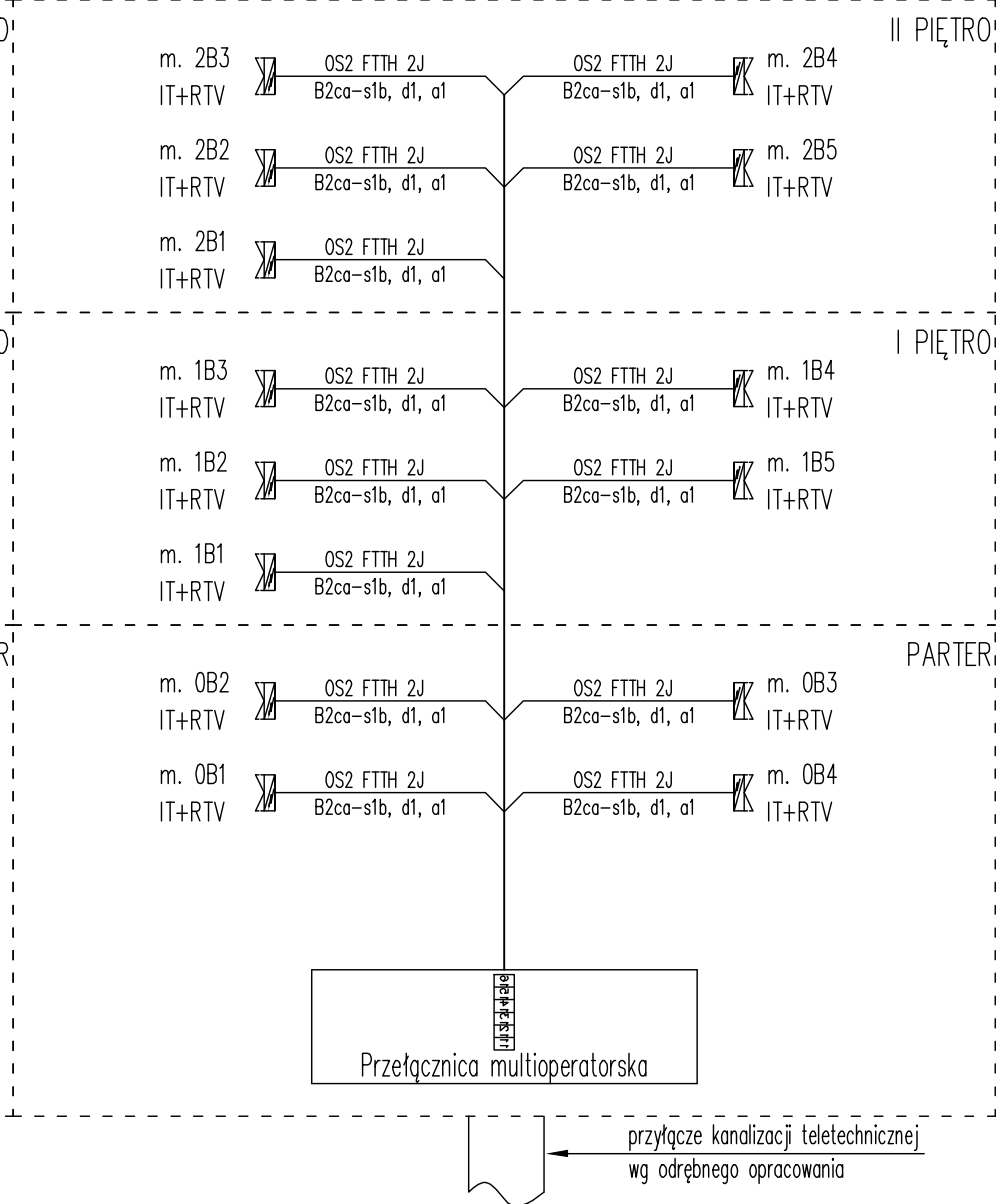 II PIĘTRO
m. 2B3
IT+RTV
OS2 FTTH 2J
B2ca-s1b, d1, a1
OS2 FTTH 2J
B2ca-s1b, d1, a1
m. 2B4
IT+RTV
m. 2B2
IT+RTV
OS2 FTTH 2J
B2ca-s1b, d1, a1
OS2 FTTH 2J
B2ca-s1b, d1, a1
m. 2B5
IT+RTV
m. 2B1
IT+RTV
OS2 FTTH 2J
B2ca-s1b, d1, a1
I PIĘTRO
m. 1B3
IT+RTV
OS2 FTTH 2J
B2ca-s1b, d1, a1
OS2 FTTH 2J
B2ca-s1b, d1, a1
m. 1B4
IT+RTV
m. 1B2
IT+RTV
OS2 FTTH 2J
B2ca-s1b, d1, a1
OS2 FTTH 2J
B2ca-s1b, d1, a1
m. 1B5
IT+RTV
m. 1B1
IT+RTV
OS2 FTTH 2J
B2ca-s1b, d1, a1
PARTER
m. 0B2
IT+RTV
OS2 FTTH 2J
B2ca-s1b, d1, a1
OS2 FTTH 2J
B2ca-s1b, d1, a1
m. 0B3
IT+RTV
m. 0B1
IT+RTV
OS2 FTTH 2J
B2ca-s1b, d1, a1
OS2 FTTH 2J
B2ca-s1b, d1, a1
m. 0B4
IT+RTV
Przełącznica multioperatorska
przyłącze kanalizacji teletechnicznej
wg odrębnego opracowania